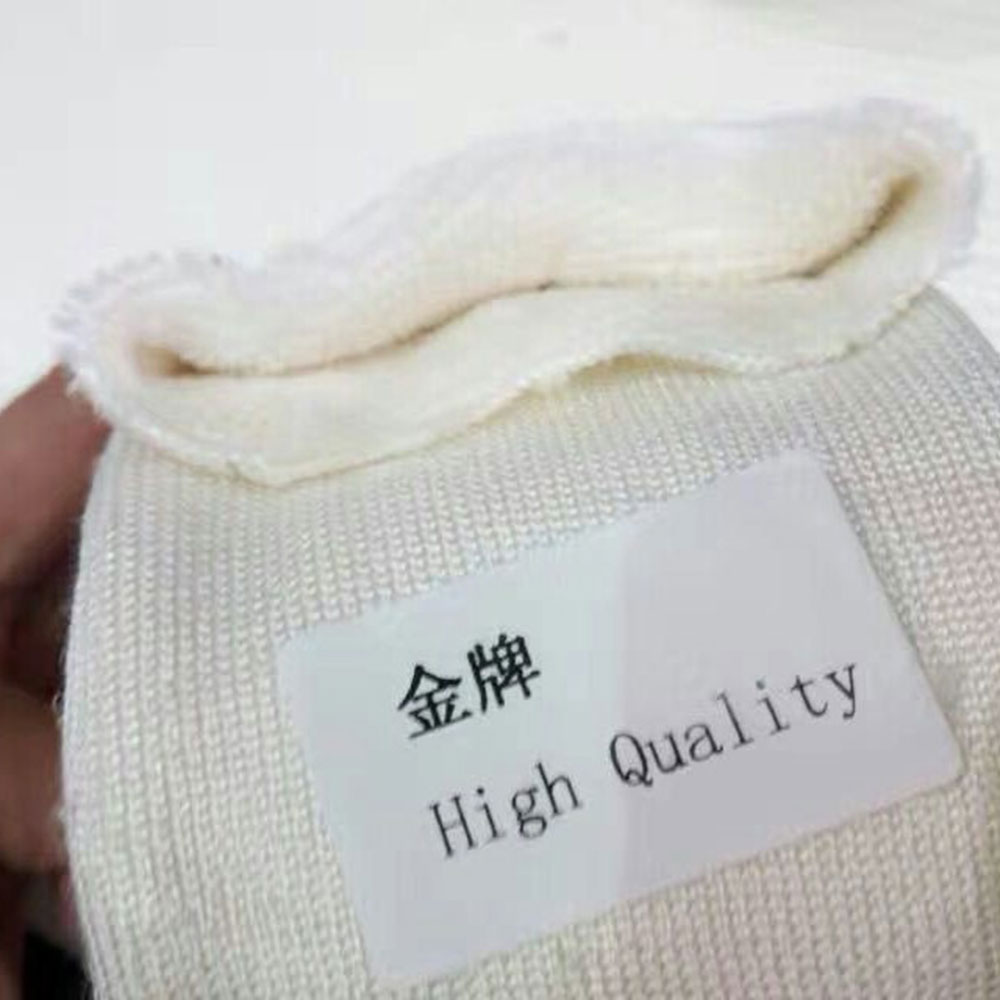 金牌
High Quality